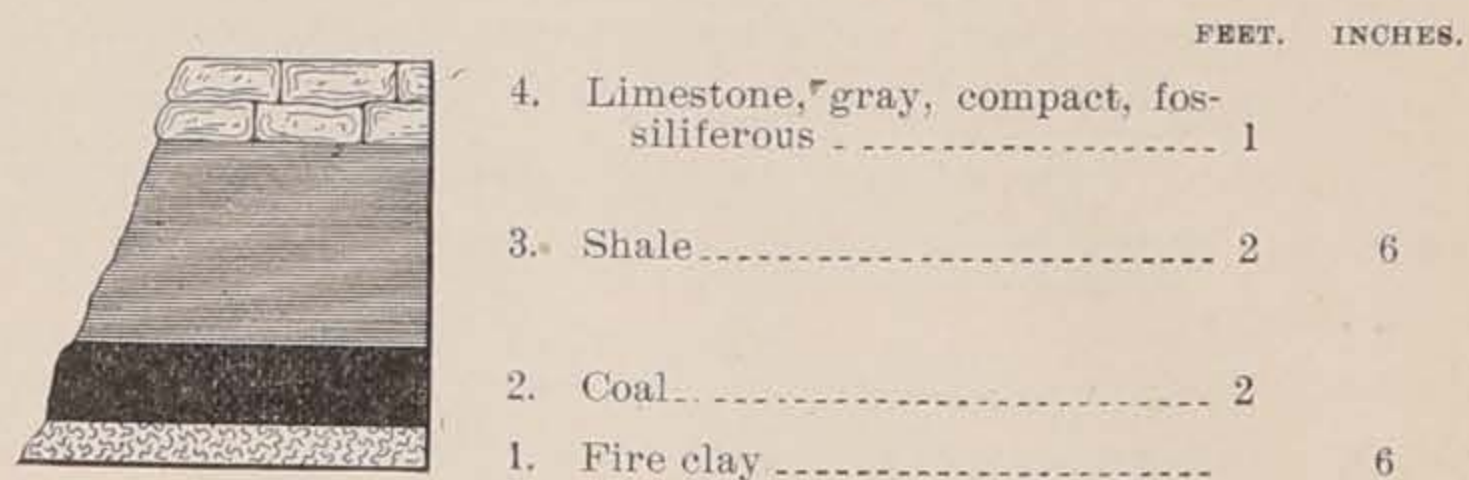 FEET. INCHES.
4. Limestone, gray, compact, fos-
siliferous 1
3. Shale 2 6
2. Coal 2
1. Fire clay 6